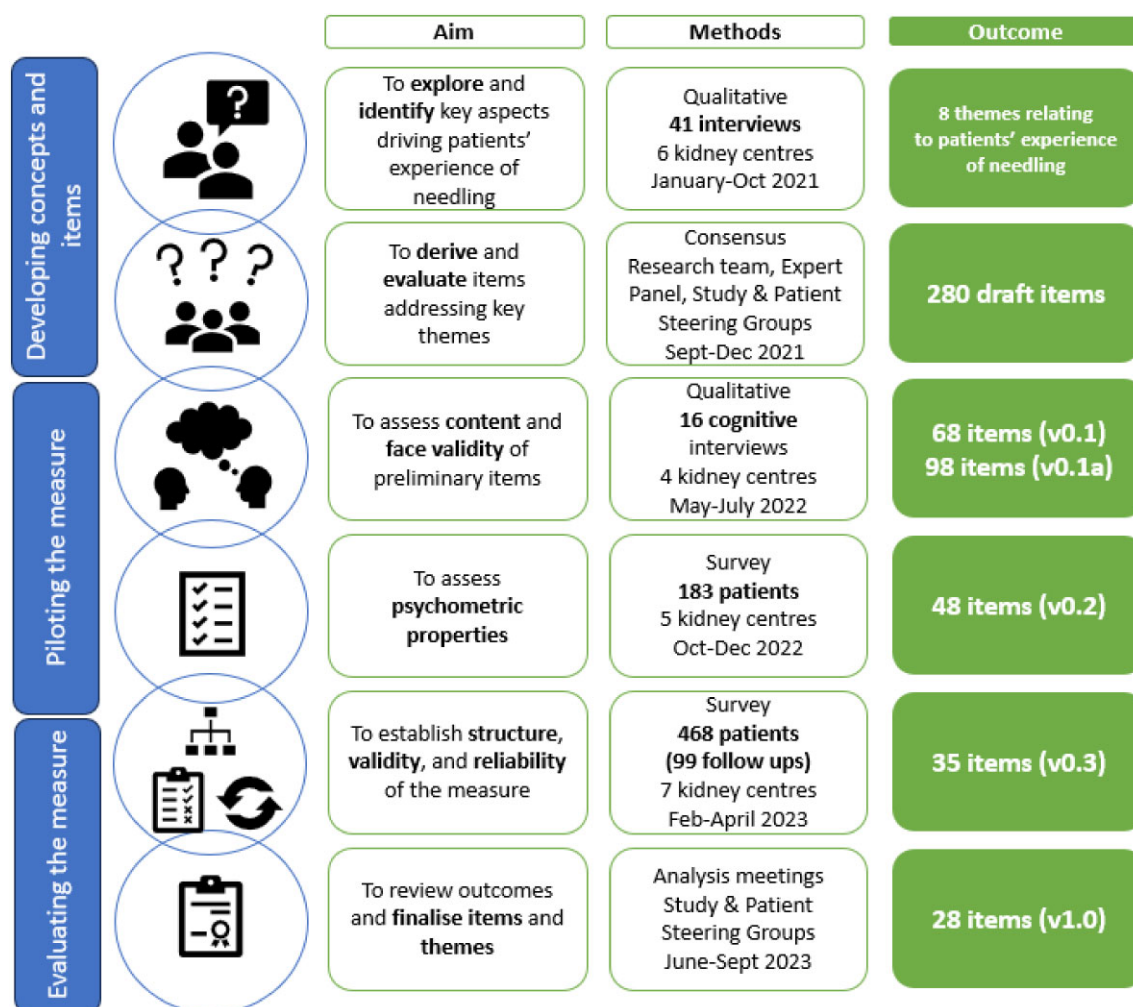 Aim
Methods
Outcome
Developing concepts and
items
To explore and
identify key aspects
driving patients'
experience of
needling
Qualitative
41 interviews
6 kidney centres
January-Oct 2021
8 themes relating
to patients' experience
of needling
?
? ? ?
To derive and
evaluate items
addressing key
themes
Consensus
Research team, Expert
Panel, Study & Patient
Steering Groups
Sept-Dec 2021
280 draft items
Piloting the measure
To assess content and
face validity of
preliminary items
Qualitative
16 cognitive
interviews
4 kidney centres
May-July 2022
68 items (v0.1)
98 items (v0.1a)
To assess
psychometric
properties
Survey
183 patients
5 kidney centres
Oct-Dec 2022
48 items (v0.2)
Evaluating the measure
To establish structure,
validity, and reliability
of the measure
Survey
468 patients
(99 follow ups)
7 kidney centres
Feb-April 2023
35 items (v0.3)
To review outcomes
and finalise items and
themes
Analysis meetings
Study & Patient
Steering Groups
June-Sept 2023
28 items (v1.0)